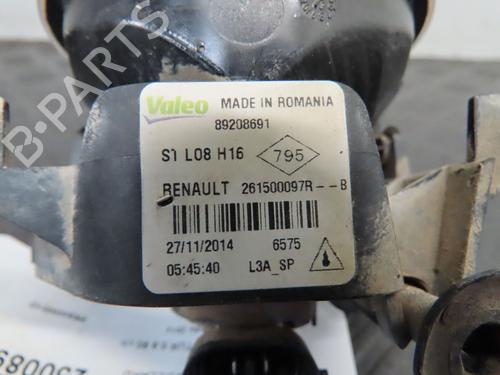 Valeo MADE IN ROMANIA
89208691
S1 L08 H16 795
RENAULT 261500097R--B
27/11/2014 6575
05:45:40 L3A_SP